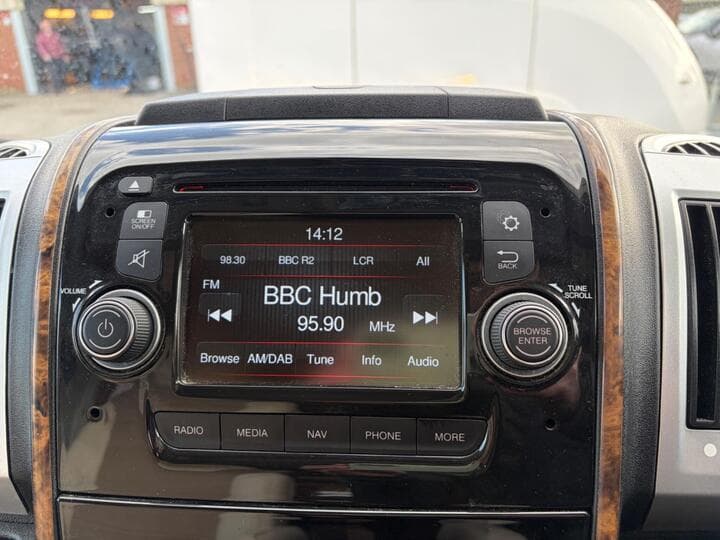 SCREEN
ON/OFF
VOLUME
14:12
98.30 BBC R2 LCR All
FM
BBC Humb
95.90 MHz
Browse AM/DAB Tune Info Audio
BACK
TUNE
SCROLL
BROWSE
ENTER
RADIO MEDIA NAV PHONE MORE